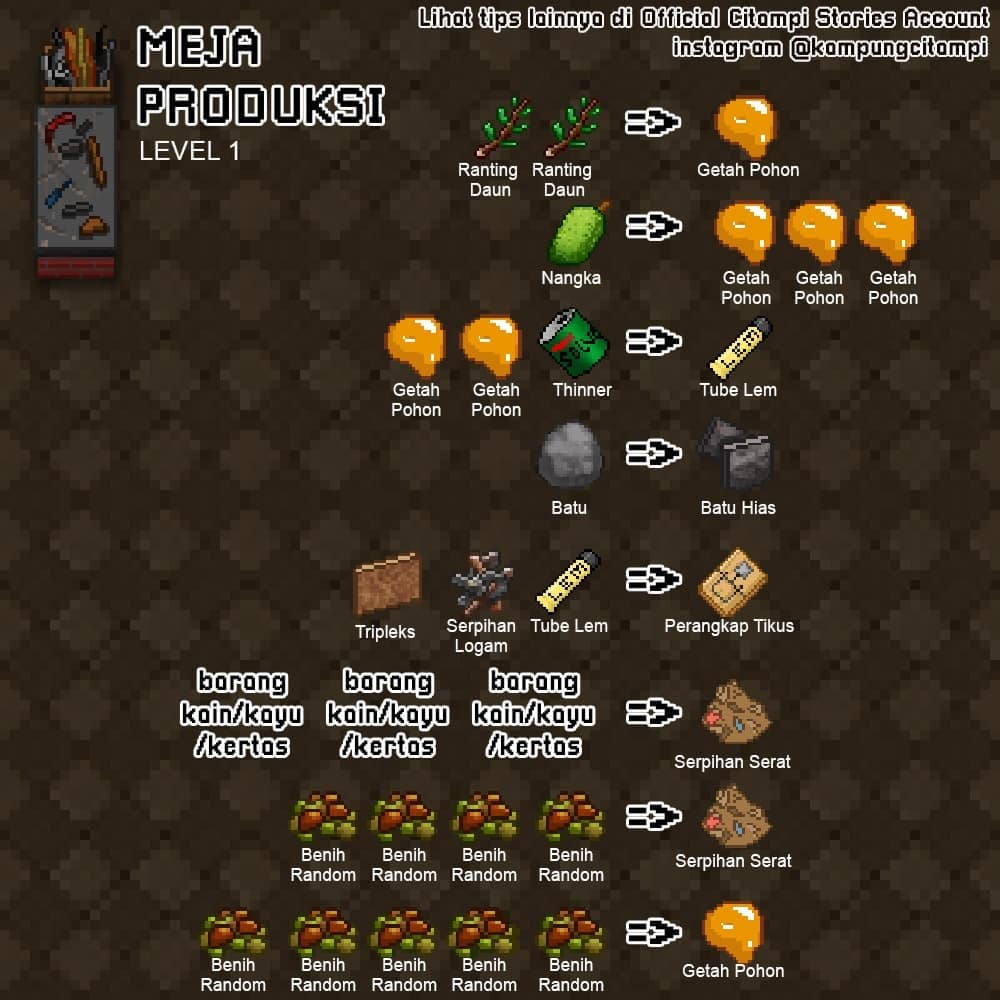 Lihat tips lainnya di Official Citampi Stories Account
instagram @kampungcitampi
MEJA
PRODUKSI
LEVEL 1
Ranting Daun
Ranting Daun
=>
Getah Pohon
Nangka
=>
Getah Pohon
Getah Pohon
Getah Pohon
Getah Pohon
Getah Pohon
Thinner
=>
Tube Lem
Batu
=>
Batu Hias
Tripleks
Serpihan Logam
Tube Lem
=>
Perangkap Tikus
barang
kain/kayu
/kertas
barang
kain/kayu
/kertas
barang
kain/kayu
/kertas
=>
Serpihan Serat
Benih Random
Benih Random
Benih Random
Benih Random
=>
Serpihan Serat
Benih Random
Benih Random
Benih Random
Benih Random
Benih Random
=>
Getah Pohon